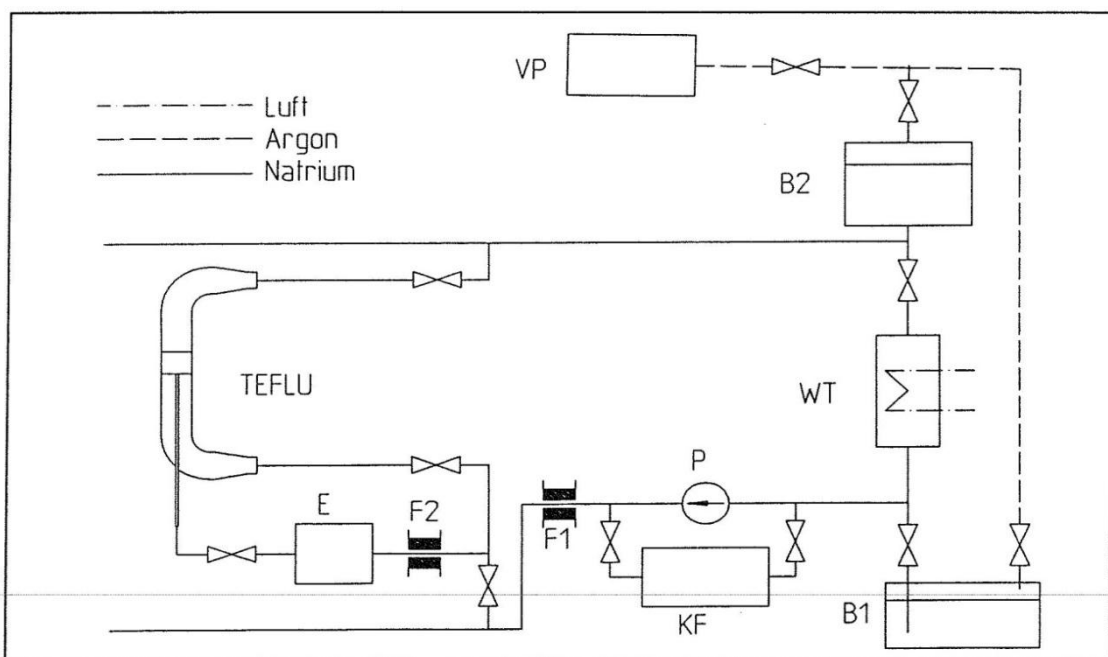 VP
Luft
Argon
Natrium
B2
TEFLU
WT
P
E
F2
F1
KF
B1